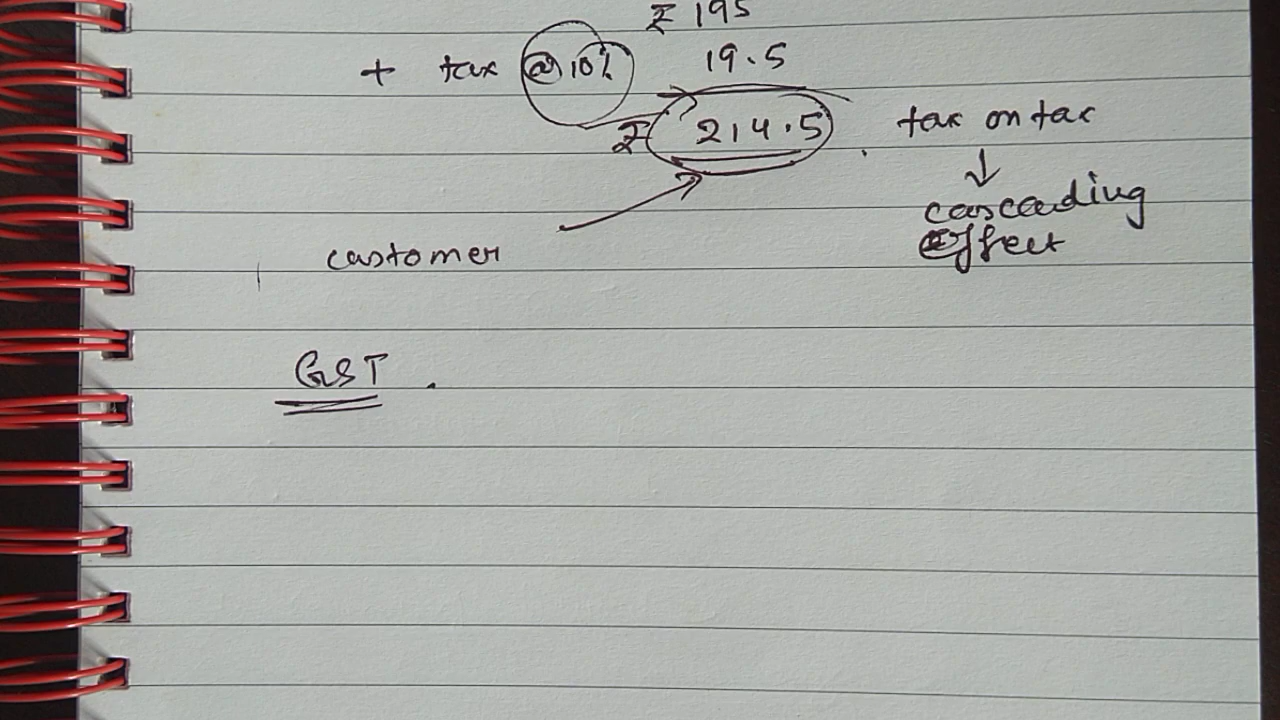 ₹ 195
+ tax @ 10% 19.5
₹ 214.5 tax on tax
cascading
effect
customer
GST.